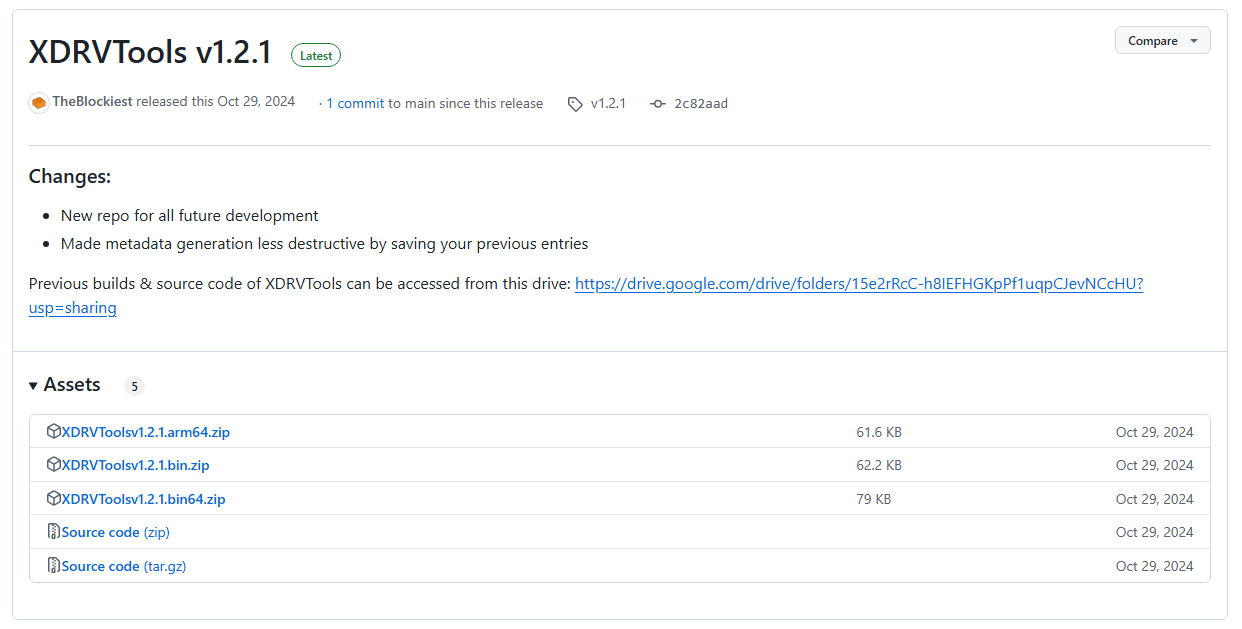 XDRVTools v1.2.1 Latest Compare
TheBlockiest released this Oct 29, 2024 · 1 commit to main since this release v1.2.1 2c82aad
Changes:
New repo for all future development
Made metadata generation less destructive by saving your previous entries
Previous builds & source code of XDRVTools can be accessed from this drive: https://drive.google.com/drive/folders/15e2rRcC-h8IEFHGKpPf1uqpCJevNCcHU?
usp=sharing
Assets 5
XDRVToolsv1.2.1.arm64.zip 61.6 KB Oct 29, 2024
XDRVToolsv1.2.1.bin.zip 62.2 KB Oct 29, 2024
XDRVToolsv1.2.1.bin64.zip 79 KB Oct 29, 2024
Source code (zip) Oct 29, 2024
Source code (tar.gz) Oct 29, 2024